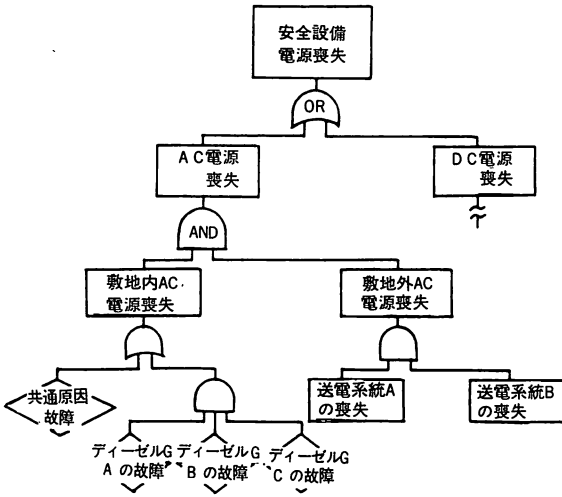 安全設備
電源喪失
OR
AC電源
喪失
DC電源
喪失
AND
敷地内AC
電源喪失
敷地外AC
電源喪失
共通原因
故障
送電系統A
の喪失
送電系統B
の喪失
ディーゼルG
Aの故障
ディーゼルG
Bの故障
ディーゼルG
Cの故障